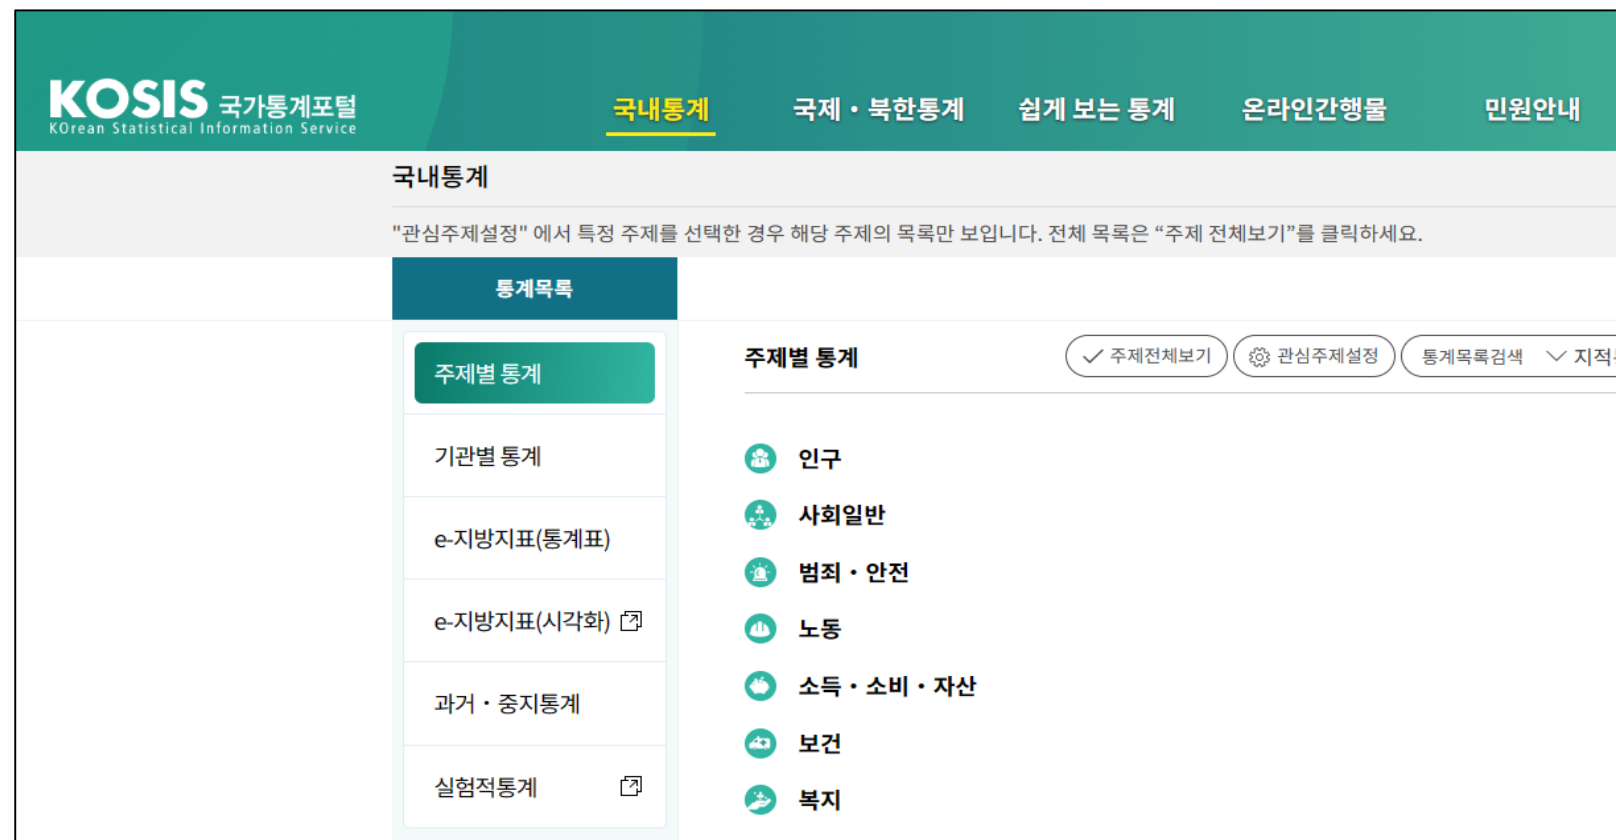 KOSIS 국가통계포털
KOrean Statistical Information Service
국내통계 국제・북한통계 쉽게 보는 통계 온라인간행물 민원안내
국내통계
"관심주제설정" 에서 특정 주제를 선택한 경우 해당 주제의 목록만 보입니다. 전체 목록은 “주제 전체보기”를 클릭하세요.
통계목록
주제별 통계
기관별 통계
e-지방지표(통계표)
e-지방지표(시각화)
과거・중지통계
실험적통계
주제별 통계
주제전체보기 관심주제설정 통계목록검색 지적
인구
사회일반
범죄・안전
노동
소득・소비・자산
보건
복지